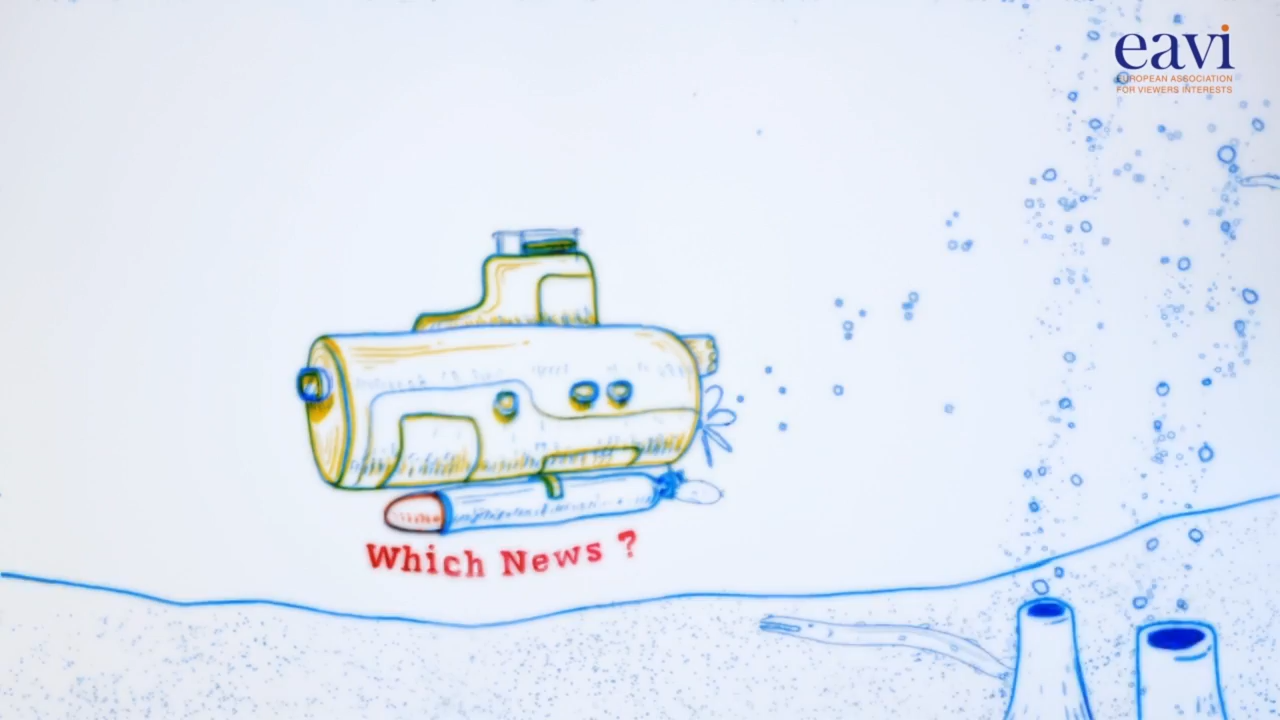 eavi
EUROPEAN ASSOCIATION
FOR VIEWERS INTERESTS
Which News ?